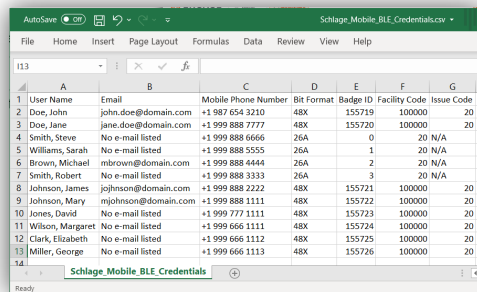 AutoSave Off Schlage_Mobile_BLE_Credentials.csv
File Home Insert Page Layout Formulas Data Review View Help
I13 fx
A B C D E F G
1 User Name Email Mobile Phone Number Bit Format Badge ID Facility Code Issue Code
2 Doe, John john.doe@domain.com +1 987 654 3210 48X 155719 100000 20
3 Doe, Jane jane.doe@domain.com +1 999 888 7777 48X 155720 100000 20
4 Smith, Steve No e-mail listed +1 999 888 6666 26A 0 20 N/A
5 Williams, Sarah No e-mail listed +1 999 888 5555 26A 1 20 N/A
6 Brown, Michael mbrown@domain.com +1 999 888 4444 26A 2 20 N/A
7 Smith, Robert No e-mail listed +1 999 888 3333 26A 3 20 N/A
8 Johnson, James jojhnson@domain.com +1 999 888 2222 48X 155721 100000 20
9 Johnson, Mary mjohnson@domain.com +1 999 888 1111 48X 155722 100000 20
10 Jones, David No e-mail listed +1 999 777 1111 48X 155723 100000 20
11 Wilson, Margaret No e-mail listed +1 999 666 1111 48X 155724 100000 20
12 Clark, Elizabeth No e-mail listed +1 999 666 1112 48X 155725 100000 20
13 Miller, George No e-mail listed +1 999 666 1113 48X 155726 100000 20
14
Schlage_Mobile_BLE_Credentials
Ready